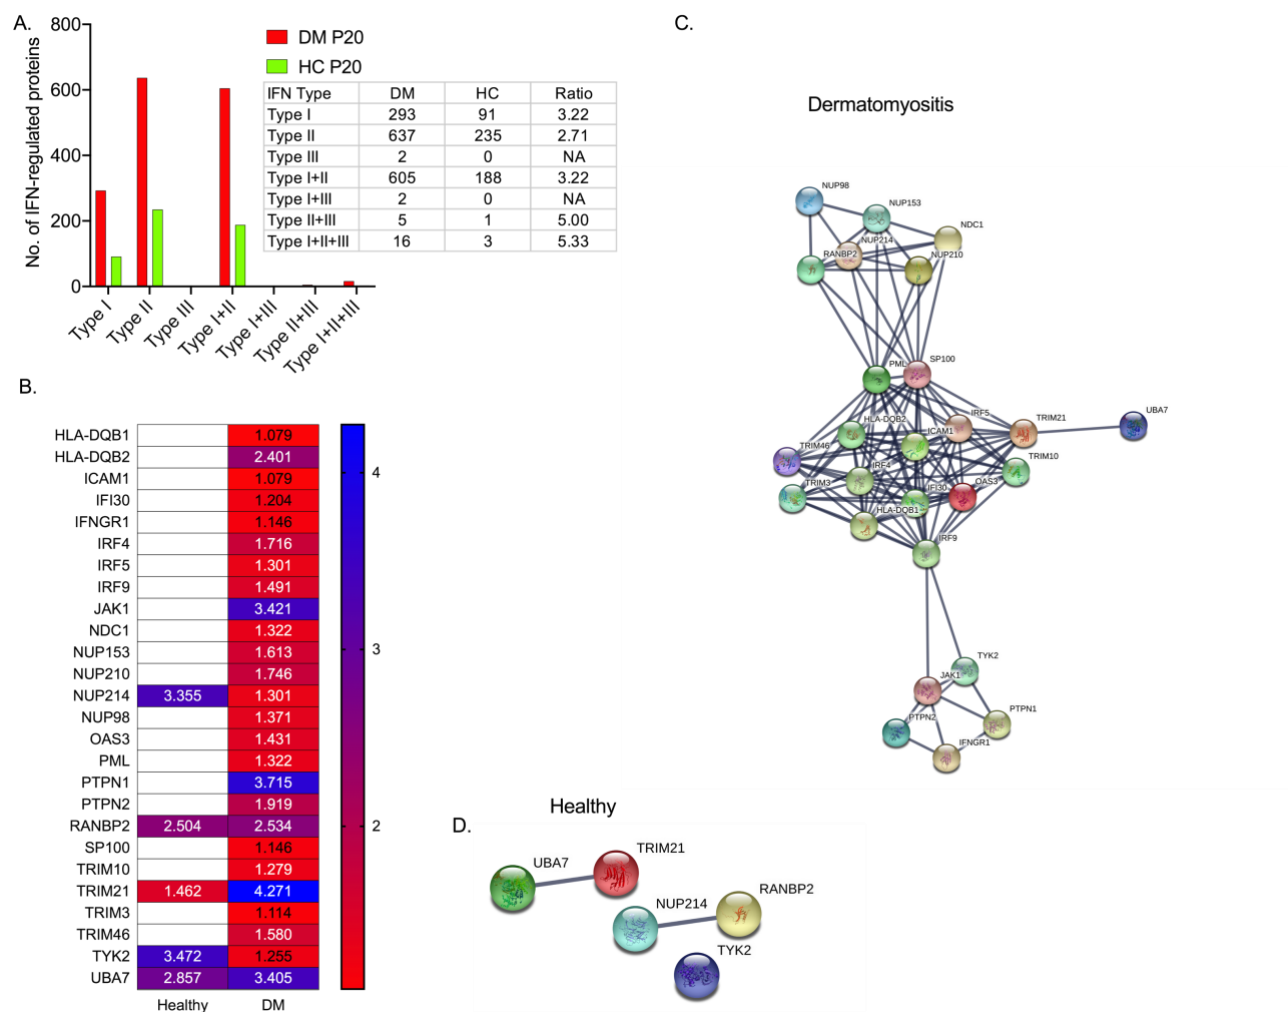 A.
800
600
400
200
0
No. of IFN-regulated proteins
DM P20
HC P20
IFN Type DM HC Ratio
Type I 293 91 3.22
Type II 637 235 2.71
Type III 2 0 NA
Type I+II 605 188 3.22
Type I+III 2 0 NA
Type II+III 5 1 5.00
Type I+II+III 16 3 5.33
Type I
Type II
Type III
Type I+II
Type I+III
Type II+III
Type I+II+III
B.
HLA-DQB1 1.079
HLA-DQB2 2.401
ICAM1 1.079
IFI30 1.204
IFNGR1 1.146
IRF4 1.716
IRF5 1.301
IRF9 1.491
JAK1 3.421
NDC1 1.322
NUP153 1.613
NUP210 1.746
NUP214 3.355 1.301
NUP98 1.371
OAS3 1.431
PML 1.322
PTPN1 3.715
PTPN2 1.919
RANBP2 2.504 2.534
SP100 1.146
TRIM10 1.279
TRIM21 1.462 4.271
TRIM3 1.114
TRIM46 1.580
TYK2 3.472 1.255
UBA7 2.857 3.405
Healthy DM
4
3
2
C.
Dermatomyositis
NUP98
NUP153
NDC1
NUP214
RANBP2
NUP210
PML
SP100
HLA-DQB2
IRF5
TRIM21
UBA7
ICAM1
TRIM46
IRF4
TRIM10
TRIM3
IFI30
OAS3
HLA-DQB1
IRF9
TYK2
JAK1
PTPN2
PTPN1
IFNGR1
Healthy
D.
UBA7
TRIM21
NUP214
RANBP2
TYK2